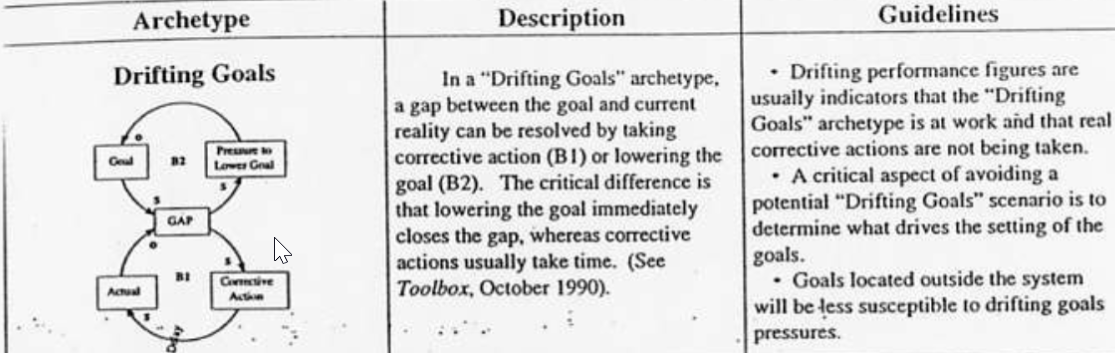 Archetype
Description
Guidelines
Drifting Goals
o
Goal
B2
Pressure to
Lower Goal
s
s
GAP
o
s
Actual
B1
Corrective
Action
s
Delay
In a “Drifting Goals” archetype,
a gap between the goal and current
reality can be resolved by taking
corrective action (B1) or lowering the
goal (B2). The critical difference is
that lowering the goal immediately
closes the gap, whereas corrective
actions usually take time. (See
Toolbox, October 1990).
• Drifting performance figures are
usually indicators that the “Drifting
Goals” archetype is at work and that real
corrective actions are not being taken.
• A critical aspect of avoiding a
potential “Drifting Goals” scenario is to
determine what drives the setting of the
goals.
• Goals located outside the system
will be less susceptible to drifting goals
pressures.